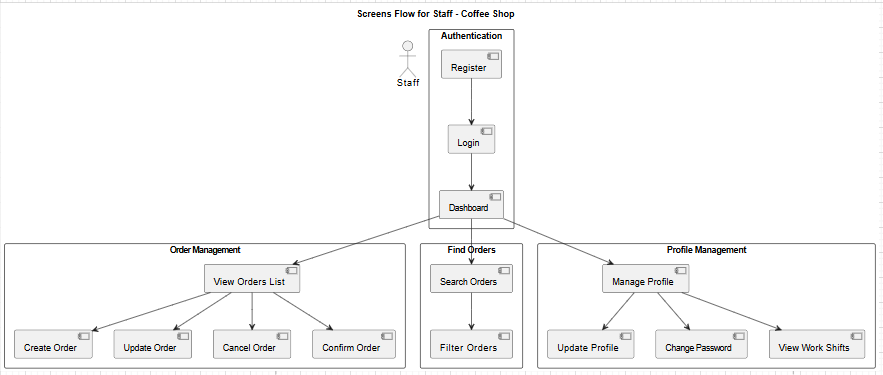 Screens Flow for Staff - Coffee Shop
Authentication
Register
Staff
Login
Dashboard
Order Management
Find Orders
Profile Management
View Orders List
Search Orders
Manage Profile
Create Order
Update Order
Cancel Order
Confirm Order
Filter Orders
Update Profile
Change Password
View Work Shifts